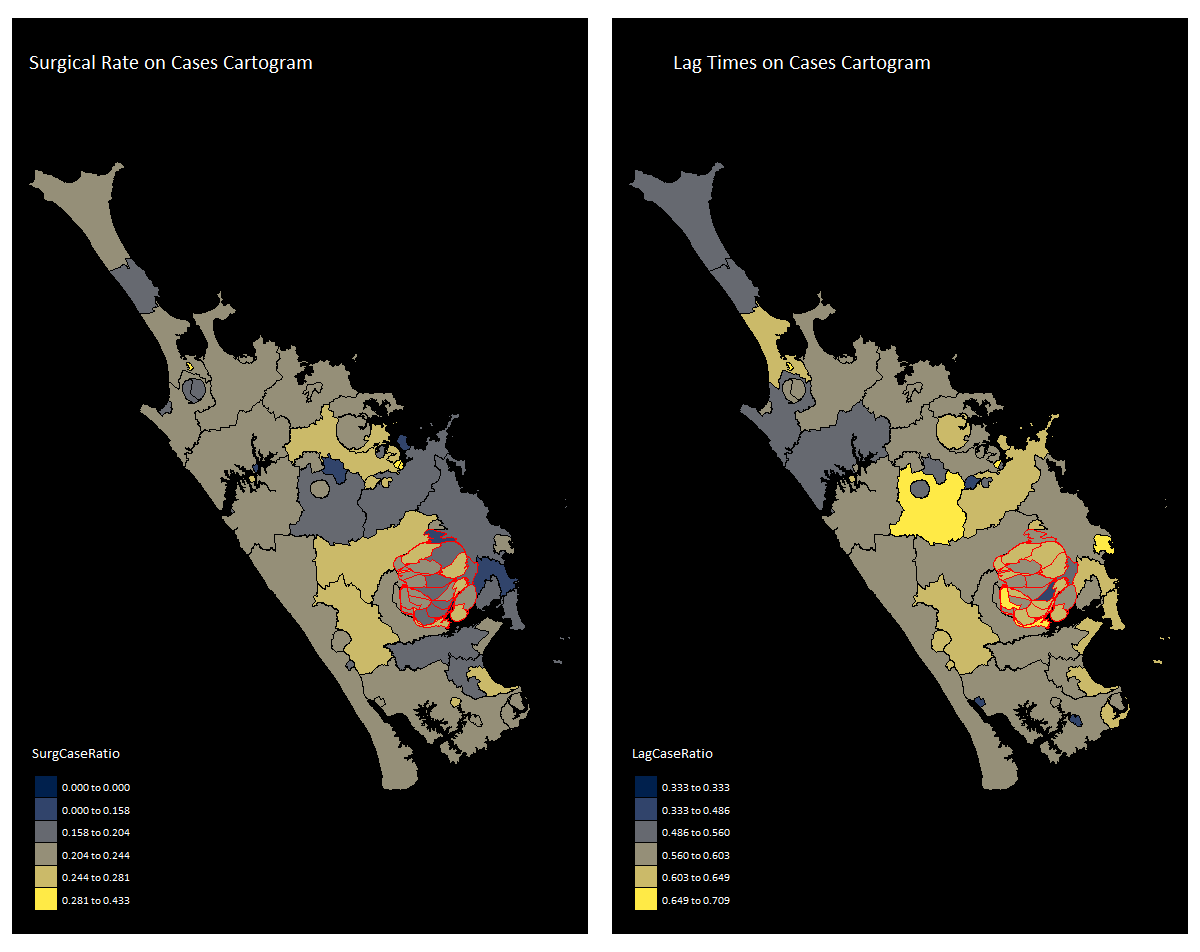 Surgical Rate on Cases Cartogram
SurgCaseRatio
0.000 to 0.000
0.000 to 0.158
0.158 to 0.204
0.204 to 0.244
0.244 to 0.281
0.281 to 0.433
Lag Times on Cases Cartogram
LagCaseRatio
0.333 to 0.333
0.333 to 0.486
0.486 to 0.560
0.560 to 0.603
0.603 to 0.649
0.649 to 0.709